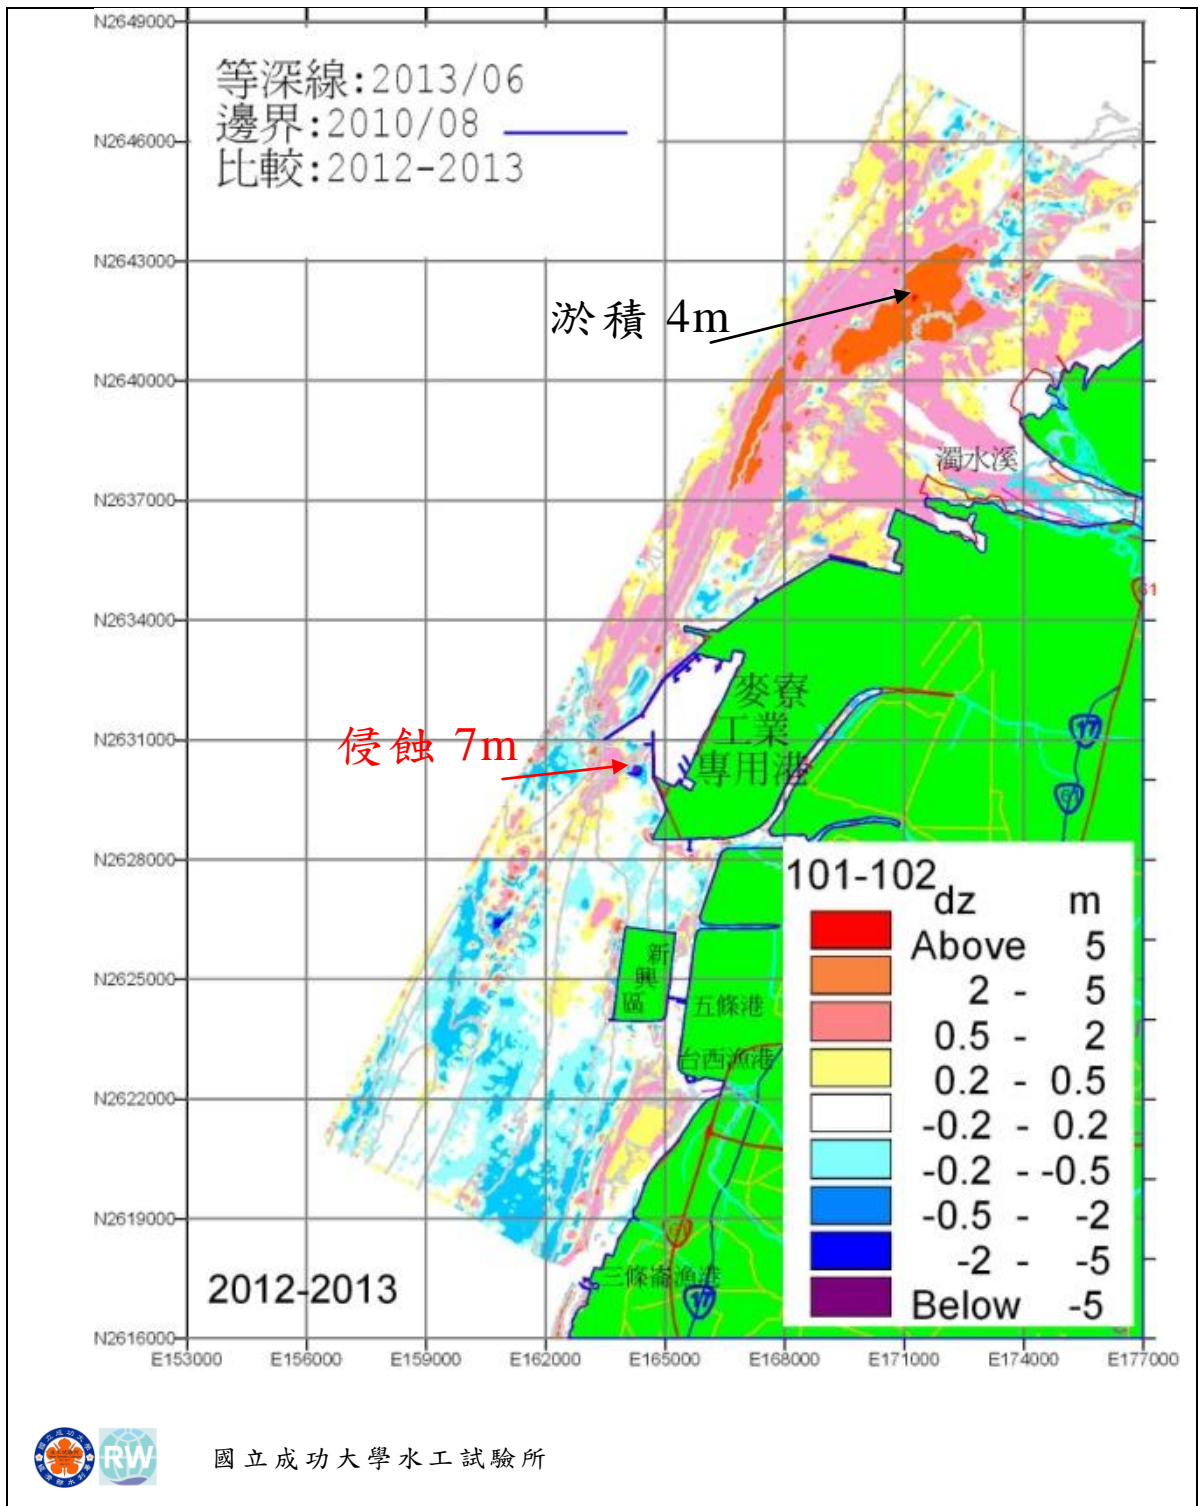 N2649000
等深線:2013/06
邊界:2010/08
比較:2012-2013
N2646000
N2643000
淤積 4m
N2640000
濁水溪
N2637000
61
N2634000
麥寮
工業
專用港
侵蝕 7m
N2631000
17
61
N2628000
101-102
dz m
Above 5
2 - 5
0.5 - 2
0.2 - 0.5
-0.2 - 0.2
-0.2 - -0.5
-0.5 - -2
-2 - -5
Below -5
新興區
N2625000
五條港
台西漁港
N2622000
N2619000
三條崙漁港
17
2012-2013
N2616000
E153000 E156000 E159000 E162000 E165000 E168000 E171000 E174000 E177000
RW
國立成功大學水工試驗所